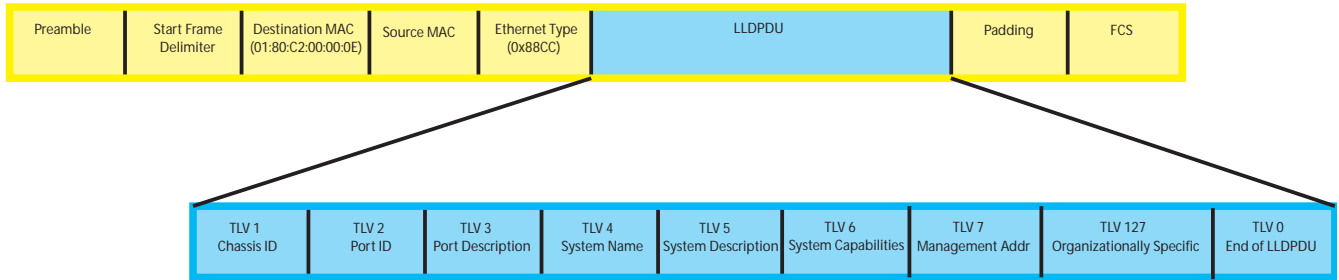 Preamble
Start Frame
Delimiter
Destination MAC
(01:80:C2:00:00:0E)
Source MAC
Ethernet Type
(0x88CC)
LLDPDU
Padding
FCS
TLV 1
Chassis ID
TLV 2
Port ID
TLV 3
Port Description
TLV 4
System Name
TLV 5
System Description
TLV 6
System Capabilities
TLV 7
Management Addr
TLV 127
Organizationally Specific
TLV 0
End of LLDPDU